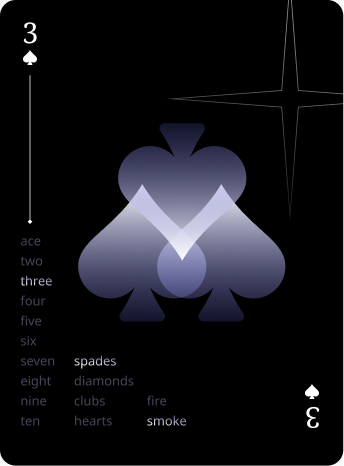 3
ace
two
three
four
five
six
seven spades
eight diamonds
nine clubs fire
ten hearts smoke
3